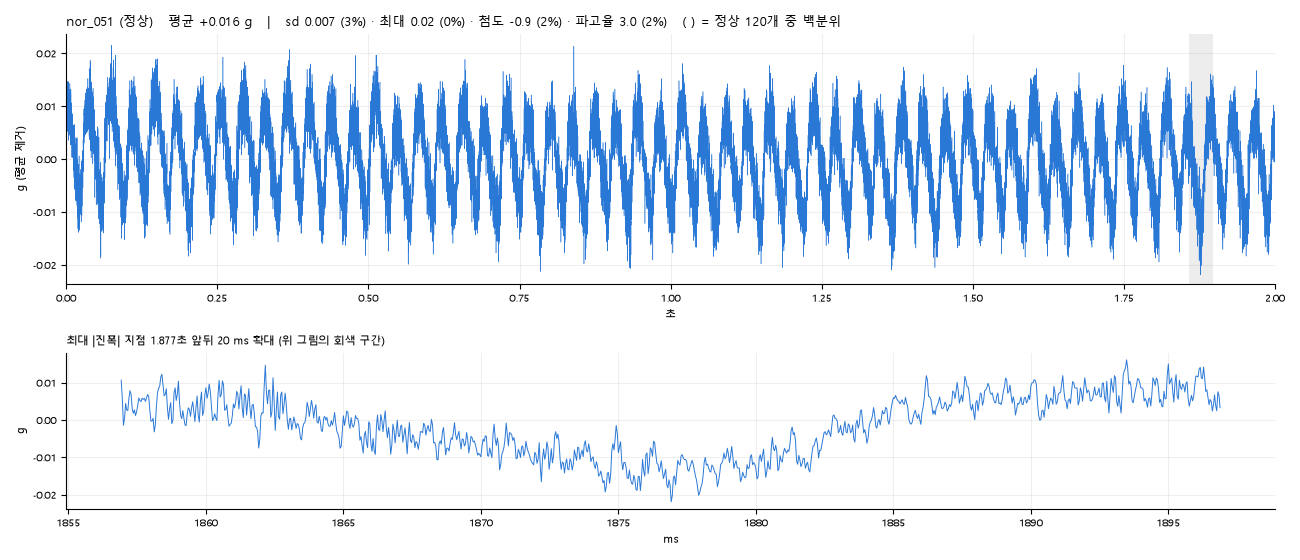 nor_051 (정상) 평균 +0.016 g | sd 0.007 (3%) · 최대 0.02 (0%) · 첨도 -0.9 (2%) · 파고율 3.0 (2%) ( ) = 정상 120개 중 백분위
g (평균 제거)
0.02
0.01
0.00
-0.01
-0.02
0.00 0.25 0.50 0.75 1.00 1.25 1.50 1.75 2.00
초
최대 |진폭| 지점 1.877초 앞뒤 20 ms 확대 (위 그림의 회색 구간)
g
0.01
0.00
-0.01
-0.02
1855 1860 1865 1870 1875 1880 1885 1890 1895
ms